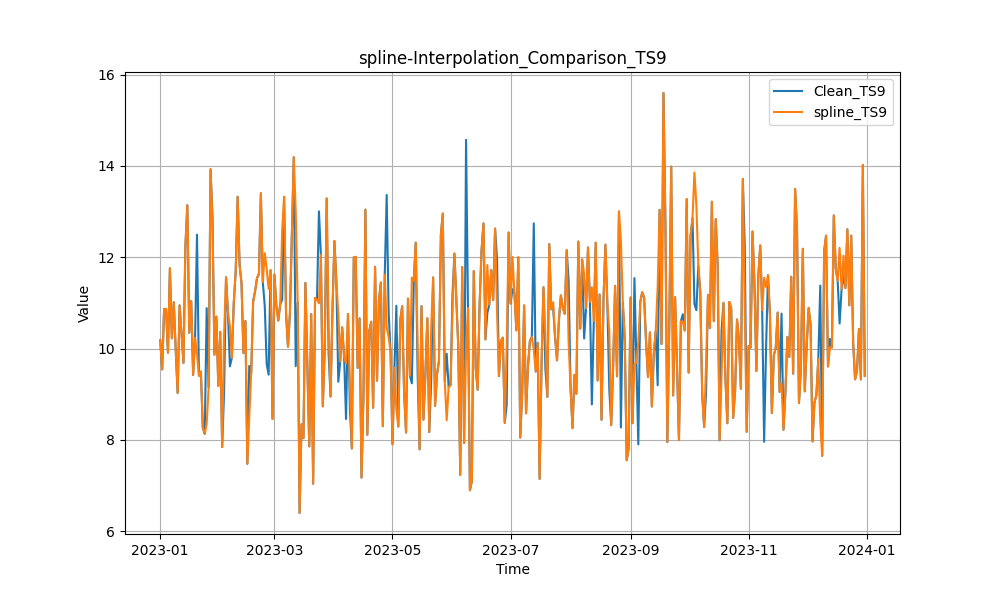 spline-Interpolation_Comparison_TS9
Clean_TS9
spline_TS9
Value
16
14
12
10
8
6
2023-01
2023-03
2023-05
2023-07
2023-09
2023-11
2024-01
Time